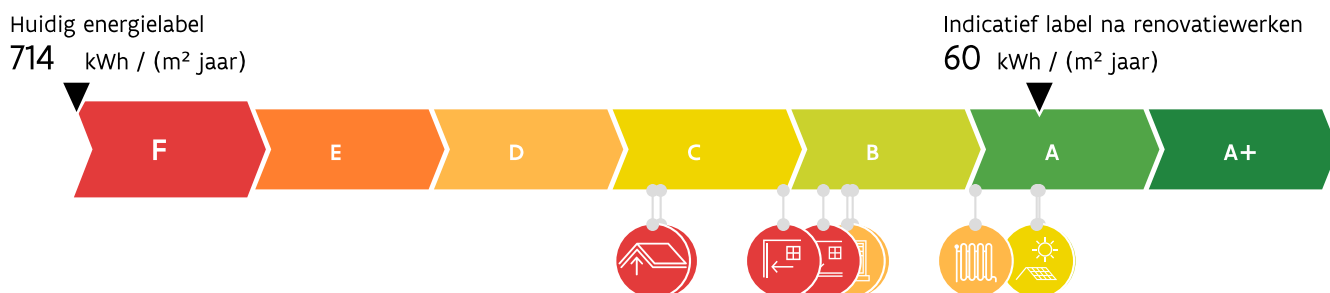 Huidig energielabel
714 kWh / (m² jaar)
Indicatief label na renovatiewerken
60 kWh / (m² jaar)
F E D C B A A+